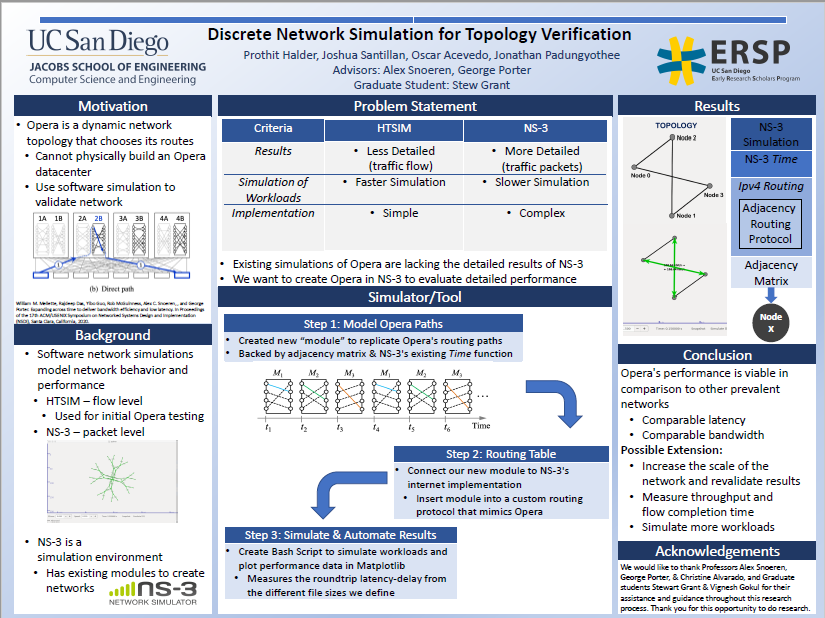 UC San Diego
JACOBS SCHOOL OF ENGINEERING
Computer Science and Engineering
Discrete Network Simulation for Topology Verification
Prothit Halder, Joshua Santillan, Oscar Acevedo, Jonathan Padungyothee
Advisors: Alex Snoeren, George Porter
Graduate Student: Stew Grant
ERSP
UC San Diego
Early Research Scholars Program
Motivation
• Opera is a dynamic network
topology that chooses its routes
• Cannot physically build an Opera
datacenter
• Use software simulation to
validate network
1A 1B 2A 2B 3A 3B 4A 4B
(b) Direct path
William M. Mellette, Rajdeep Das, Yibo Guo, Rob McGuinness, Alex C. Snoeren, , and George
Porter. Expanding across time to deliver bandwidth efficiency and low latency. In Proceedings
of the 17th ACM/USENIX Symposium on Networked Systems Design and Implementation
(NSDI), Santa Clara, California, 2020.
Background
• Software network simulations
model network behavior and
performance
• HTSIM – flow level
• Used for initial Opera testing
• NS-3 – packet level
• NS-3 is a
simulation environment
• Has existing modules to create
networks
NS-3
NETWORK SIMULATOR
Problem Statement
Criteria HTSIM NS-3
Results • Less Detailed • More Detailed
(traffic flow) (traffic packets)
Simulation of • Faster Simulation • Slower Simulation
Workloads
Implementation • Simple • Complex
• Existing simulations of Opera are lacking the detailed results of NS-3
• We want to create Opera in NS-3 to evaluate detailed performance
Simulator/Tool
Step 1: Model Opera Paths
• Created new “module” to replicate Opera's routing paths
• Backed by adjacency matrix & NS-3's existing Time function
M₁ M₂ M₃ M₁ M₂ M₃
...
t₁ t₂ t₃ t₄ t₅ t₆ Time
Step 2: Routing Table
• Connect our new module to NS-3's
internet implementation
• Insert module into a custom routing
protocol that mimics Opera
Step 3: Simulate & Automate Results
• Create Bash Script to simulate workloads and
plot performance data in Matplotlib
• Measures the roundtrip latency-delay from
the different file sizes we define
Results
TOPOLOGY
Node 2
Node 0
Node 3
Node 1
NS-3
Simulation
NS-3 Time
Ipv4 Routing
Adjacency
Routing
Protocol
Adjacency
Matrix
Node
X
Conclusion
Opera's performance is viable in
comparison to other prevalent
networks
• Comparable latency
• Comparable bandwidth
Possible Extension:
• Increase the scale of the
network and revalidate results
• Measure throughput and
flow completion time
• Simulate more workloads
Acknowledgements
We would like to thank Professors Alex Snoeren,
George Porter, & Christine Alvarado, and Graduate
students Stewart Grant & Vignesh Gokul for their
assistance and guidance throughout this research
process. Thank you for this opportunity to do research.